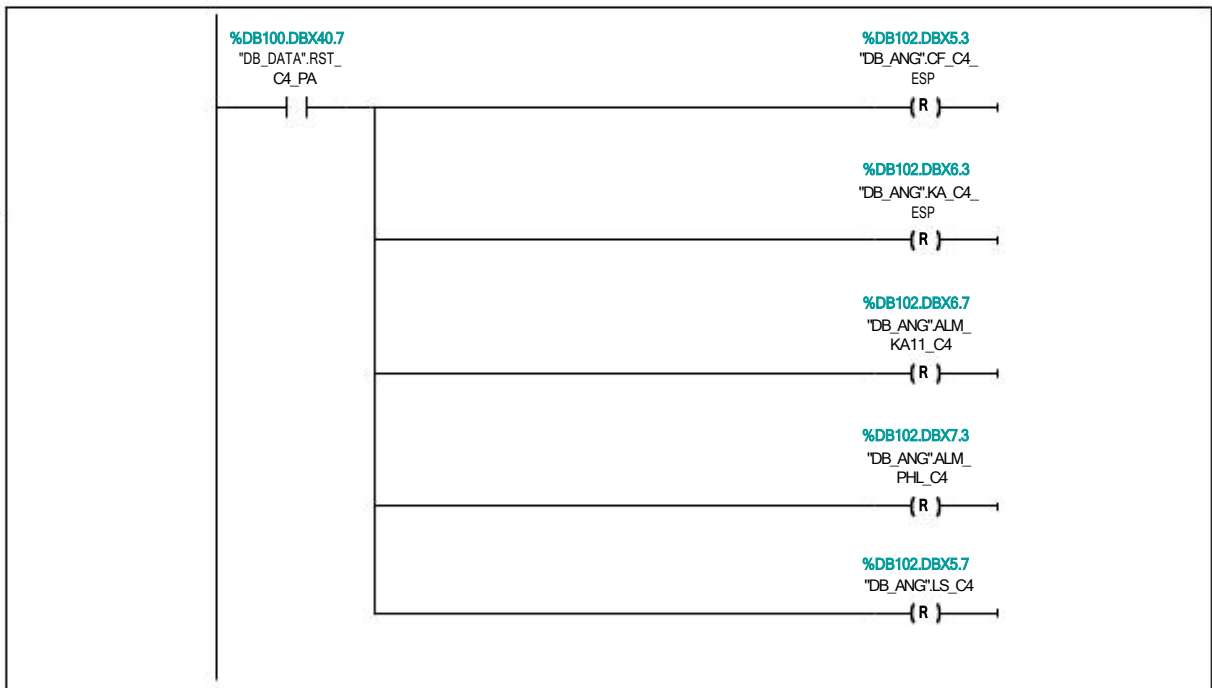 %DB100.DBX40.7
"DB_DATA".RST_
C4_PA
%DB102.DBX5.3
"DB_ANG".CF_C4_
ESP
R
%DB102.DBX6.3
"DB_ANG".KA_C4_
ESP
R
%DB102.DBX6.7
"DB_ANG".ALM_
KA11_C4
R
%DB102.DBX7.3
"DB_ANG".ALM_
PHL_C4
R
%DB102.DBX5.7
"DB_ANG".LS_C4
R